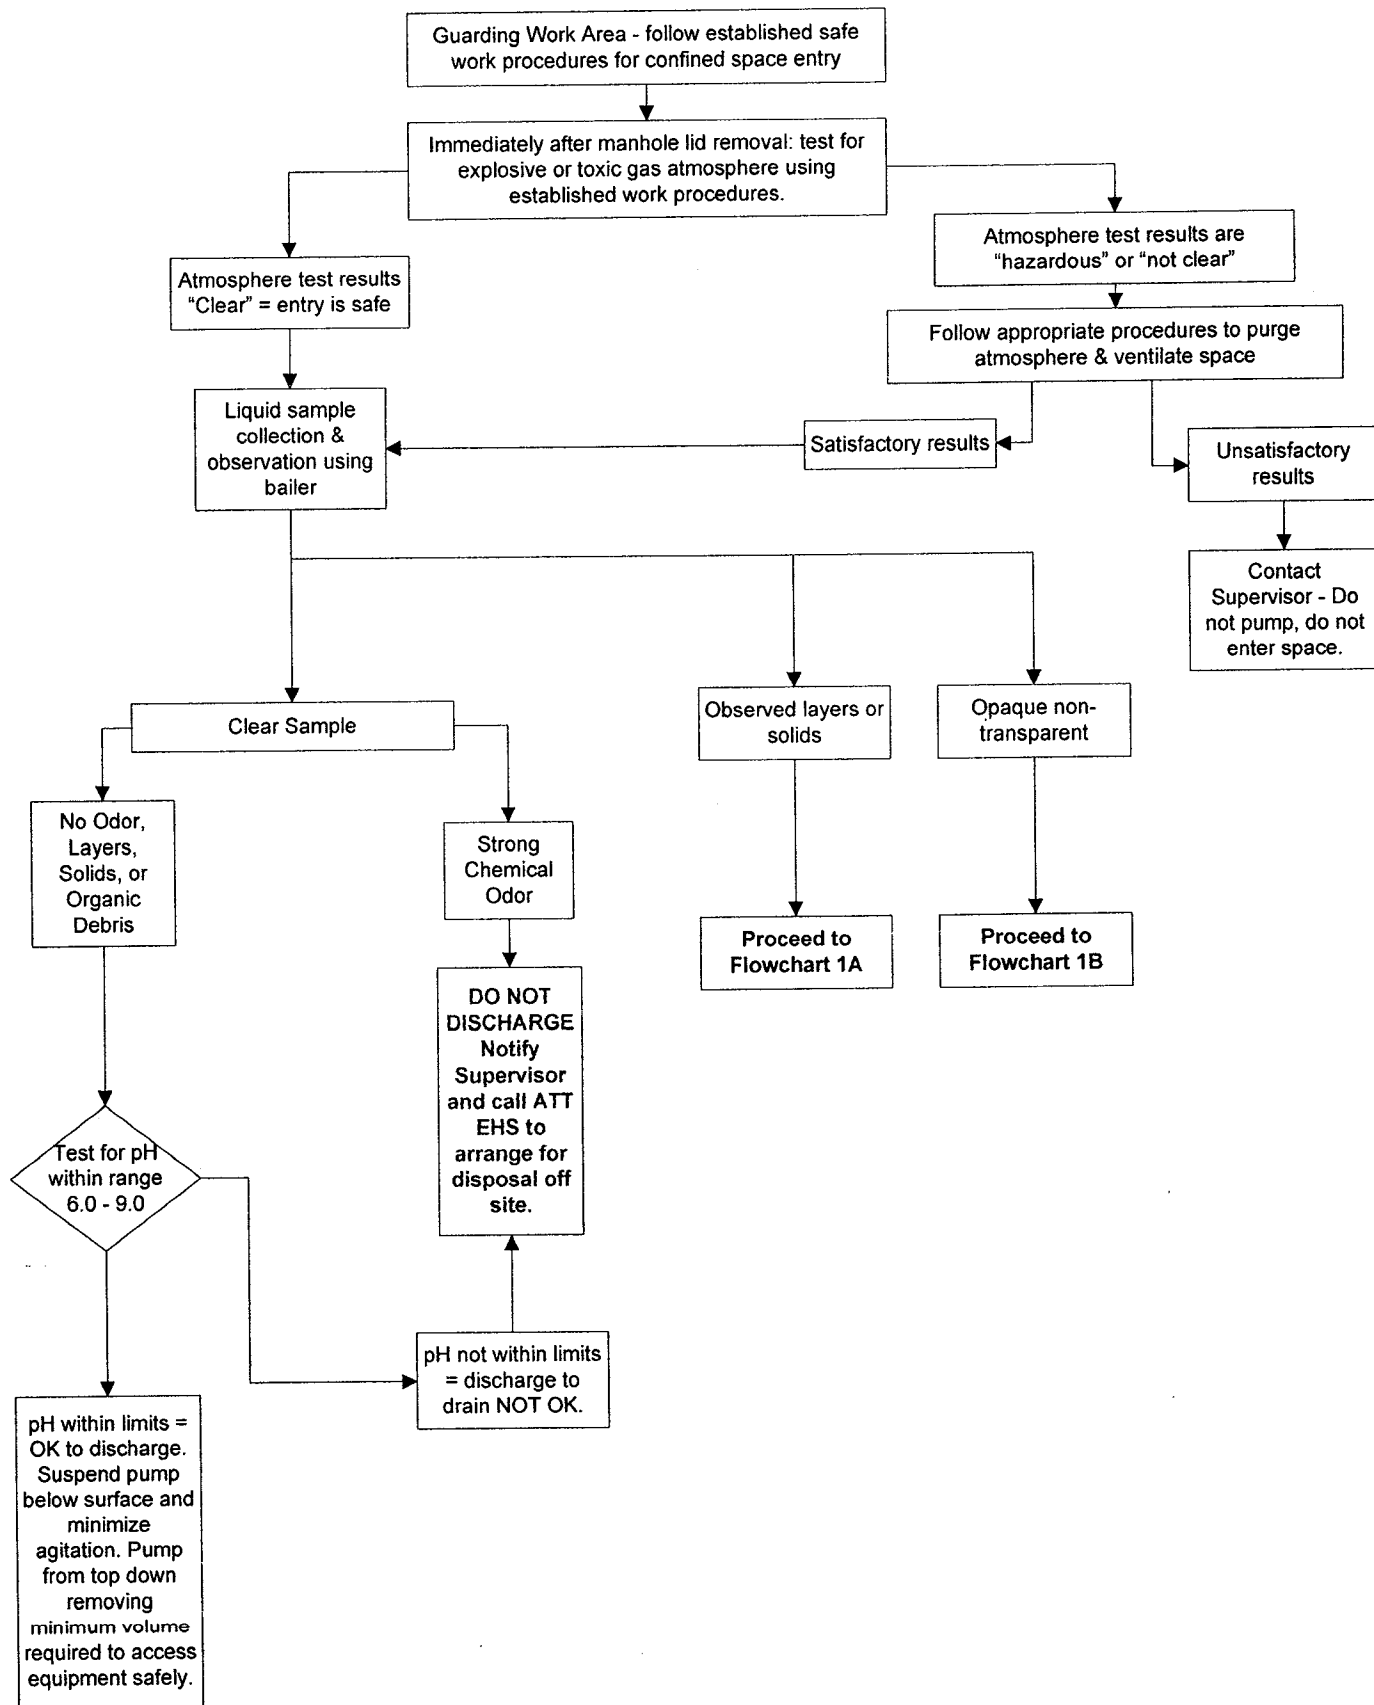 Guarding Work Area - follow established safe
work procedures for confined space entry
Immediately after manhole lid removal: test for
explosive or toxic gas atmosphere using
established work procedures.
Atmosphere test results are
“hazardous” or “not clear”
Atmosphere test results
“Clear” = entry is safe
Follow appropriate procedures to purge
atmosphere & ventilate space
Liquid sample
collection &
observation using
bailer
Satisfactory results
Unsatisfactory
results
Contact
Supervisor - Do
not pump, do not
enter space.
Clear Sample
Observed layers or
solids
Opaque non-
transparent
No Odor,
Layers,
Solids, or
Organic
Debris
Strong
Chemical
Odor
Proceed to
Flowchart 1A
Proceed to
Flowchart 1B
DO NOT
DISCHARGE
Notify
Supervisor
and call ATT
EHS to
arrange for
disposal off
site.
Test for pH
within range
6.0 - 9.0
pH not within limits
= discharge to
drain NOT OK.
pH within limits =
OK to discharge.
Suspend pump
below surface and
minimize
agitation. Pump
from top down
removing
minimum volume
required to access
equipment safely.